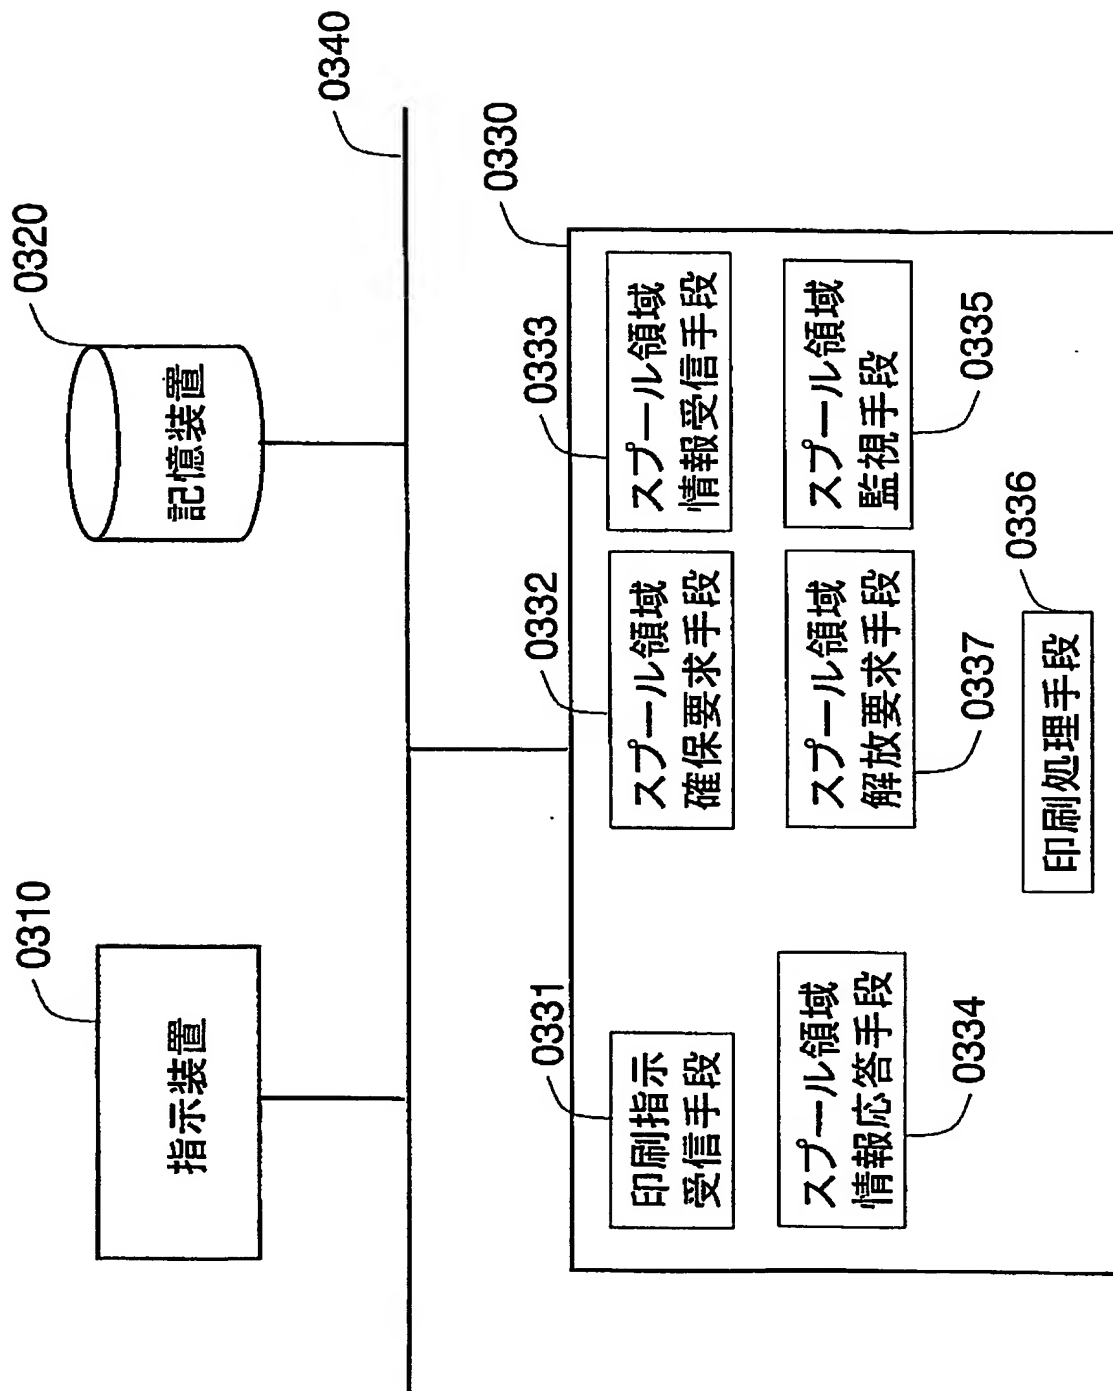 0310
指示装置
0320
記憶装置
0340
0330
0331
印刷指示
受信手段
0332
スプール領域
確保要求手段
0333
スプール領域
情報受信手段
スプール領域
情報応答手段
0334
スプール領域
解放要求手段
0337
スプール領域
監視手段
0335
0336
印刷処理手段